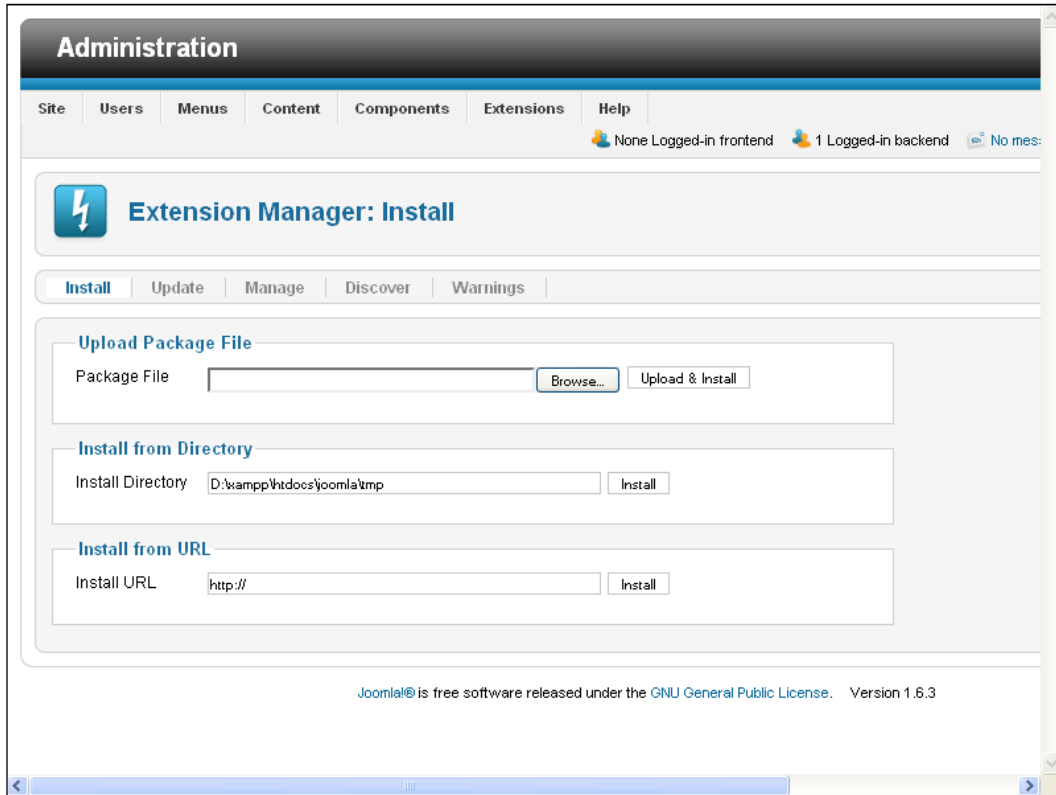 Administration
Site Users Menus Content Components Extensions Help
None Logged-in frontend 1 Logged-in backend No mes
Extension Manager: Install
Install Update Manage Discover Warnings
Upload Package File
Package File Browse... Upload & Install
Install from Directory
Install Directory D:\xampp\htdocs\joomla\tmp Install
Install from URL
Install URL http:// Install
Joomla!® is free software released under the GNU General Public License. Version 1.6.3